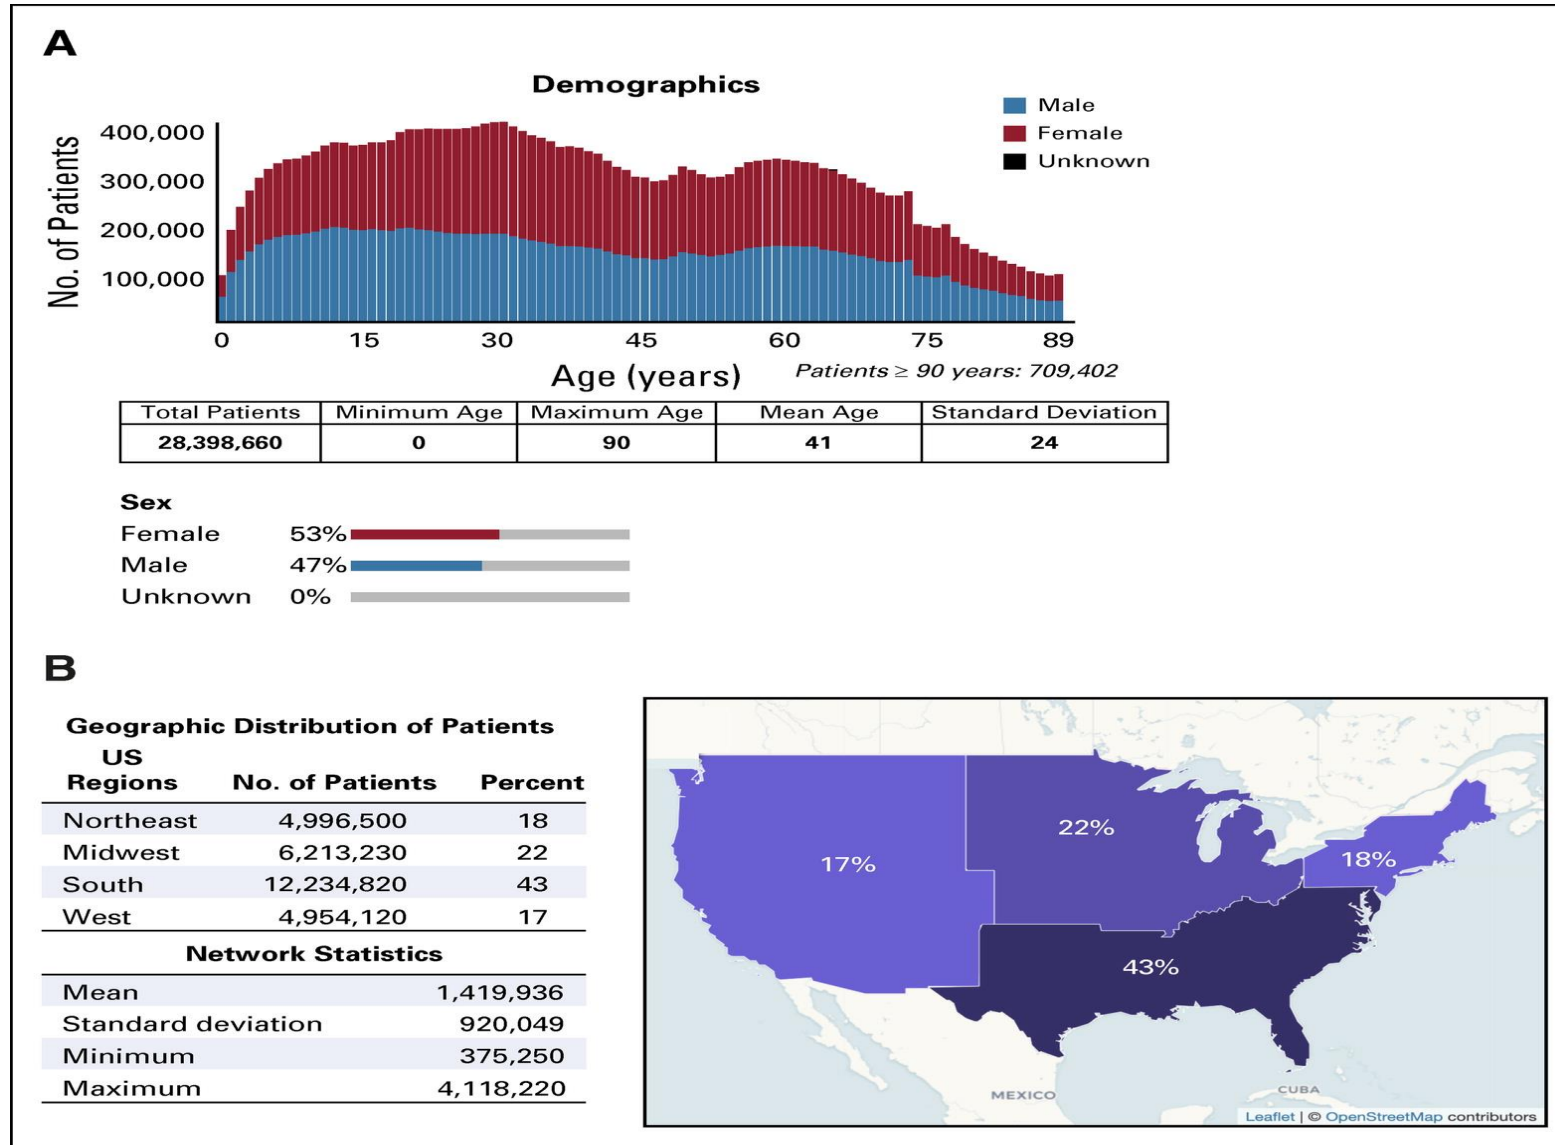 A
Demographics
No. of Patients
400,000
300,000
200,000
100,000
Male
Female
Unknown
0 15 30 45 60 75 89
Age (years)
Patients ≥ 90 years: 709,402
Total Patients Minimum Age Maximum Age Mean Age Standard Deviation
28,398,660 0 90 41 24
Sex
Female 53%
Male 47%
Unknown 0%
B
Geographic Distribution of Patients
US
Regions No. of Patients Percent
Northeast 4,996,500 18
Midwest 6,213,230 22
South 12,234,820 43
West 4,954,120 17
Network Statistics
Mean 1,419,936
Standard deviation 920,049
Minimum 375,250
Maximum 4,118,220
22%
17%
18%
43%
MEXICO
CUBA
Leaflet | © OpenStreetMap contributors